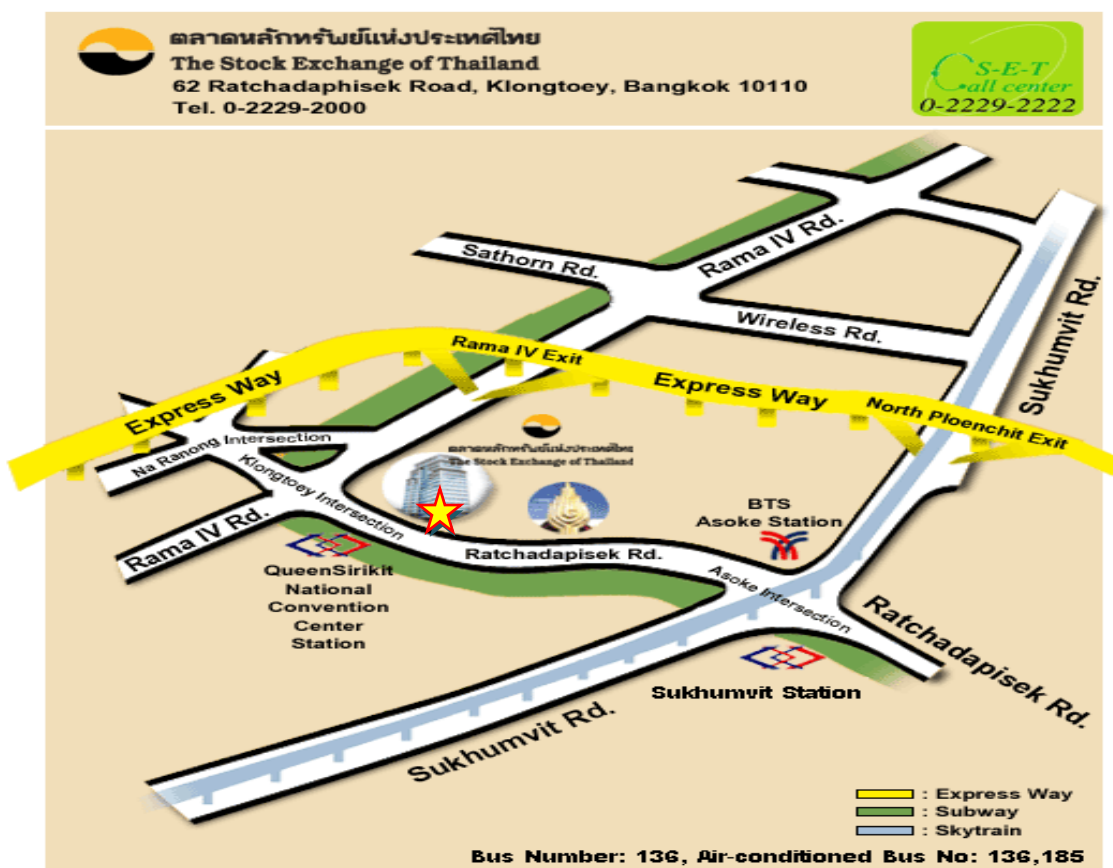 ตลาดหลักทรัพย์แห่งประเทศไทย
The Stock Exchange of Thailand
62 Ratchadaphisek Road, Klongtoey, Bangkok 10110
Tel. 0-2229-2000
S-E-T
Call center
0-2229-2222
Rama IV Rd.
Sathorn Rd.
Wireless Rd.
Sukhumvit Rd.
Rama IV Exit
Express Way
Express Way
North Ploenchit Exit
Na Ranong Intersection
ตลาดหลักทรัพย์แห่งประเทศไทย
The Stock Exchange of Thailand
Klongtoey Intersection
Rama IV Rd.
BTS
Asoke Station
Ratchadapisek Rd.
Asoke Intersection
QueenSirikit
National
Convention
Center
Station
Ratchadapisek Rd.
Sukhumvit Station
Sukhumvit Rd.
: Express Way
: Subway
: Skytrain
Bus Number: 136, Air-conditioned Bus No: 136,185